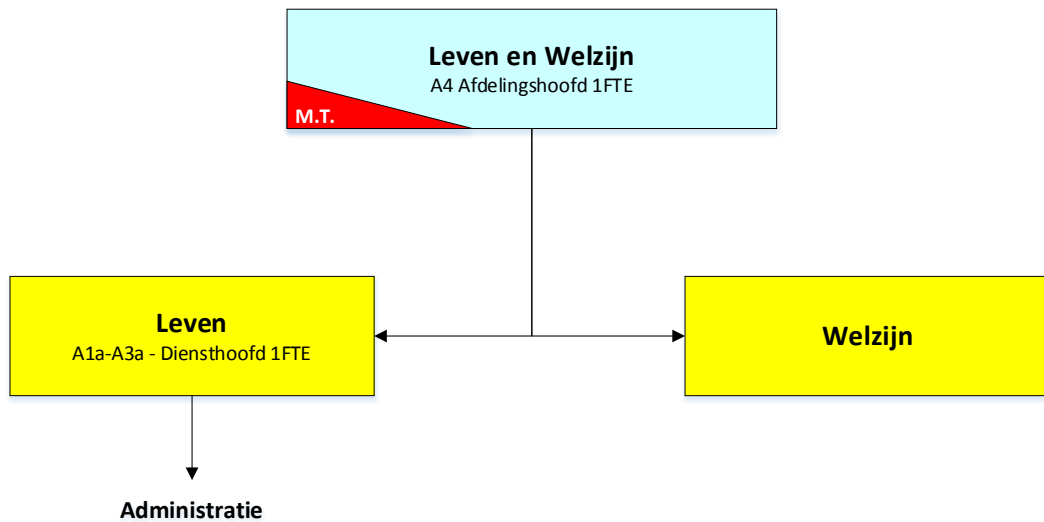 Leven en Welzijn
A4 Afdelingshoofd 1FTE
M.T.
Leven
A1a-A3a - Diensthoofd 1FTE
Welzijn
Administratie